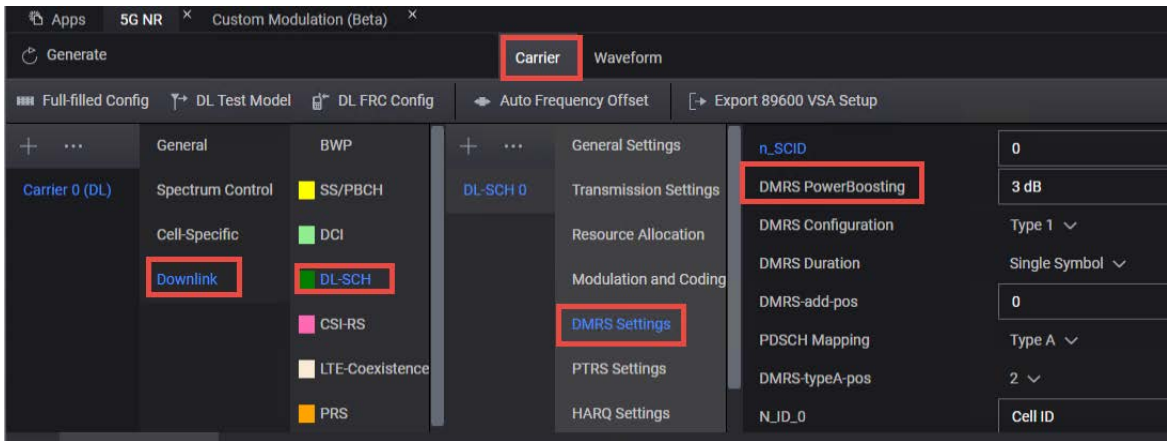 Apps 5G NR × Custom Modulation (Beta) ×
Generate Carrier Waveform
Full-filled Config DL Test Model DL FRC Config Auto Frequency Offset Export 89600 VSA Setup
+ ... General BWP + ... General Settings n_SCID 0
Carrier 0 (DL) Spectrum Control SS/PBCH DL-SCH 0 Transmission Settings DMRS PowerBoosting 3 dB
Cell-Specific DCI Resource Allocation DMRS Configuration Type 1
Downlink DL-SCH Modulation and Coding DMRS Duration Single Symbol
CSI-RS DMRS Settings DMRS-add-pos 0
LTE-Coexistence PTRS Settings PDSCH Mapping Type A
PRS HARQ Settings DMRS-typeA-pos 2
N_ID_0 Cell ID